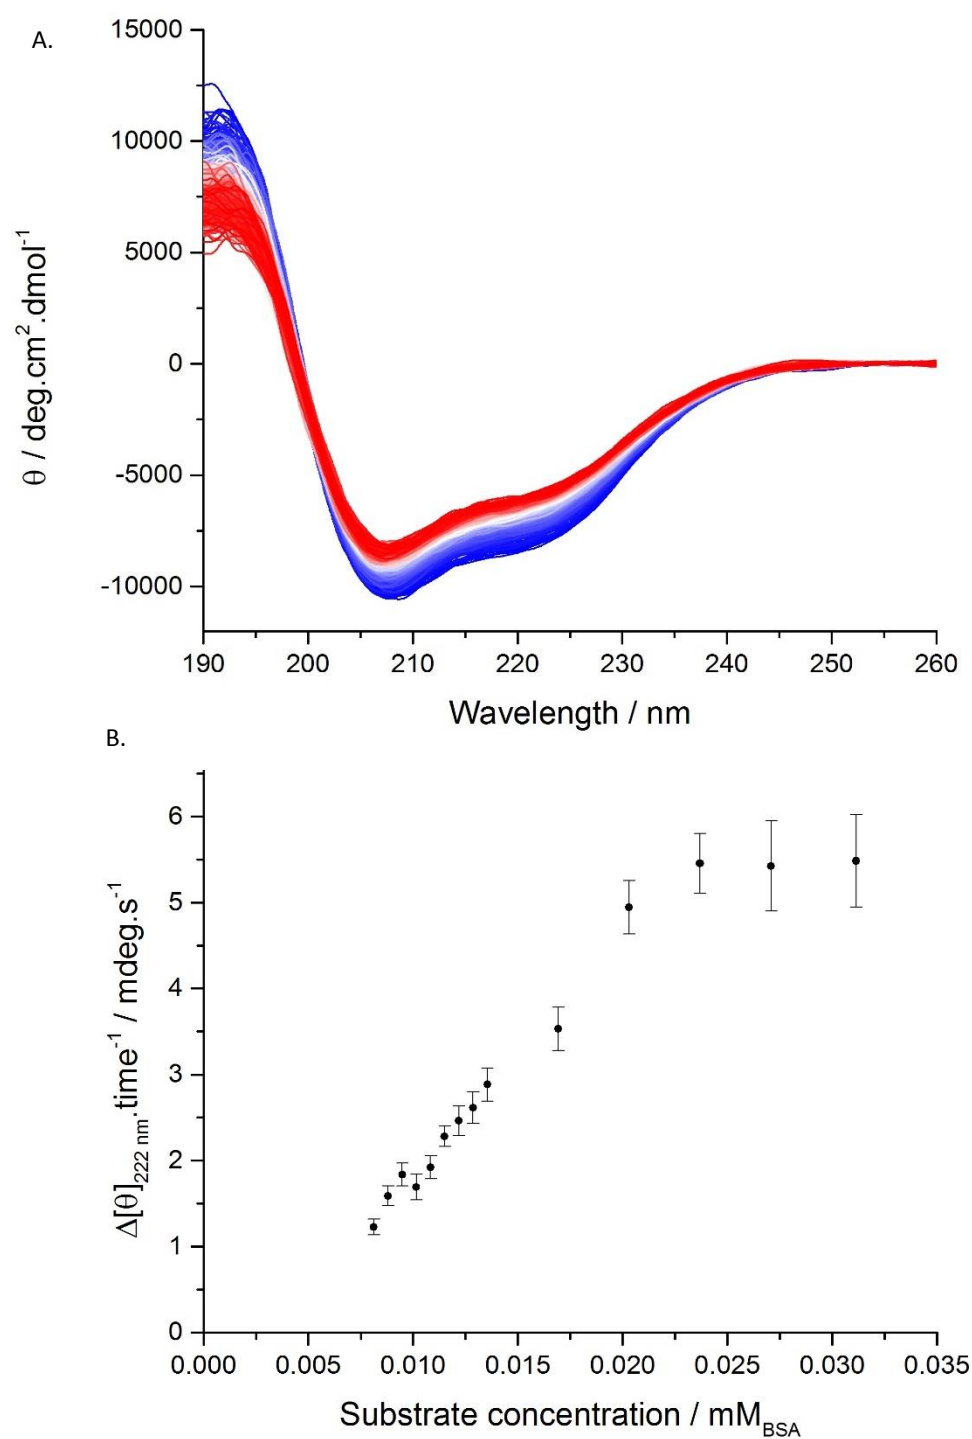 A.
15000
10000
5000
0
-5000
-10000
θ / deg.cm².dmol⁻¹
190 200 210 220 230 240 250 260
Wavelength / nm
B.
6
5
4
3
2
1
0
Δ[θ]₂₂₂ ₙₘ.time⁻¹ / mdeg.s⁻¹
0.000 0.005 0.010 0.015 0.020 0.025 0.030 0.035
Substrate concentration / mM_BSA